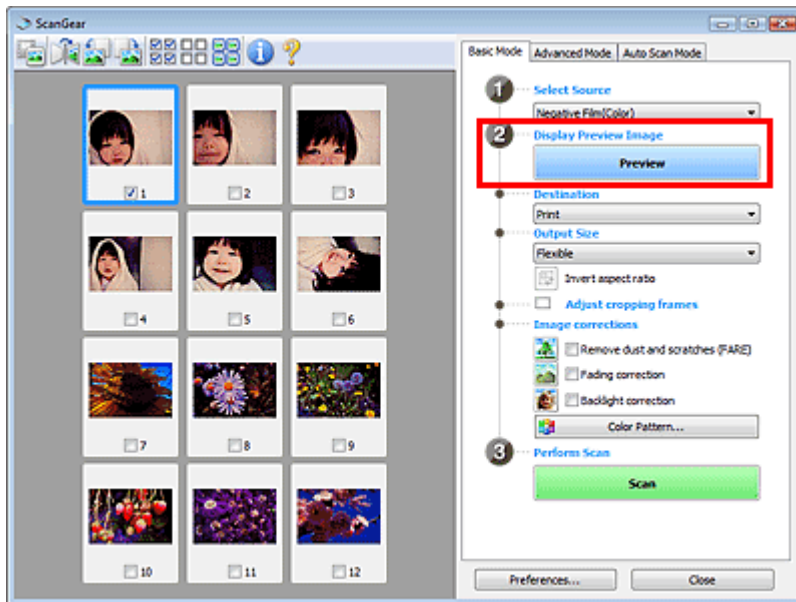 ScanGear
Basic Mode Advanced Mode Auto Scan Mode
1 Select Source
Negative Film(Color)
2 Display Preview Image
Preview
Destination
Print
Output Size
Flexible
Invert aspect ratio
Adjust cropping frames
Image corrections
Remove dust and scratches (FARE)
Fading correction
Backlight correction
Color Pattern...
3 Perform Scan
Scan
Preferences... Close
1 2 3
4 5 6
7 8 9
10 11 12